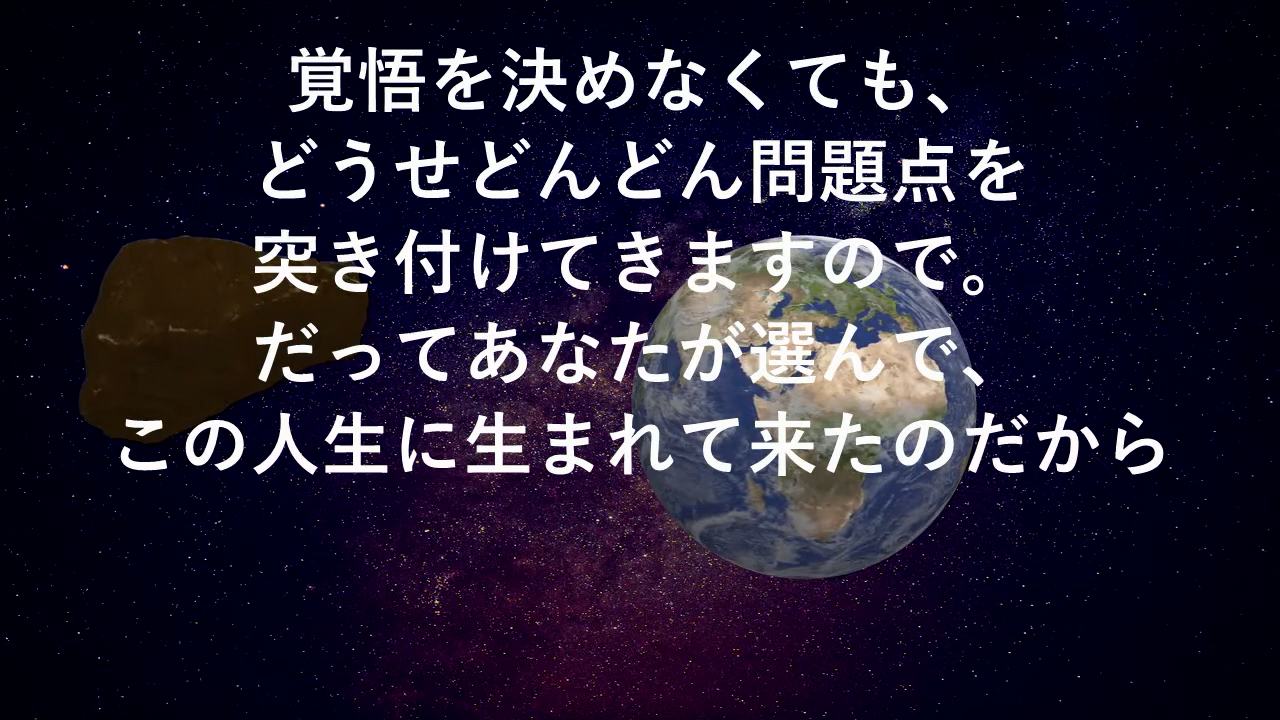 覚悟を決めなくても、
どうせどんどん問題点を
突き付けてきますので。
だってあなたが選んで、
この人生に生まれて来たのだから